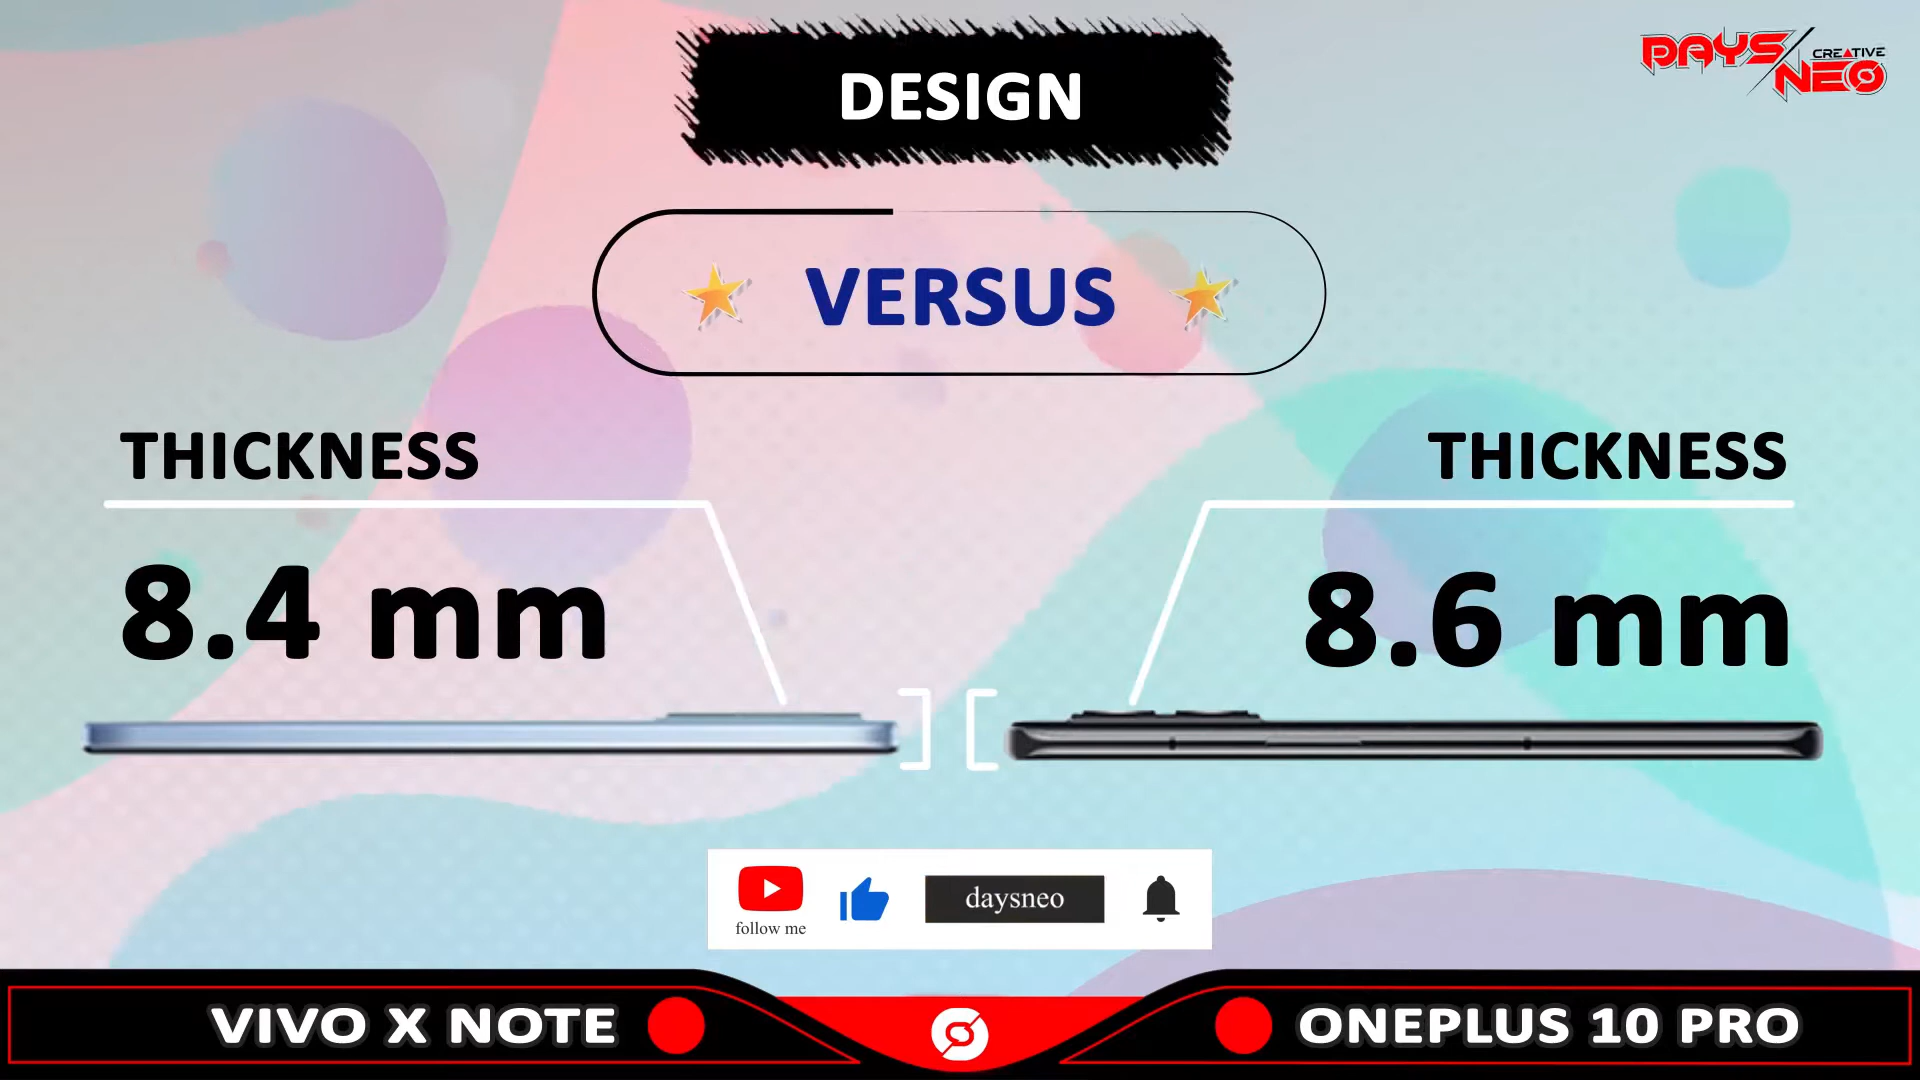 DESIGN
DAYS
CREATIVE
NEO
VERSUS
THICKNESS
8.4 mm
THICKNESS
8.6 mm
follow me
daysneo
VIVO X NOTE
ONEPLUS 10 PRO